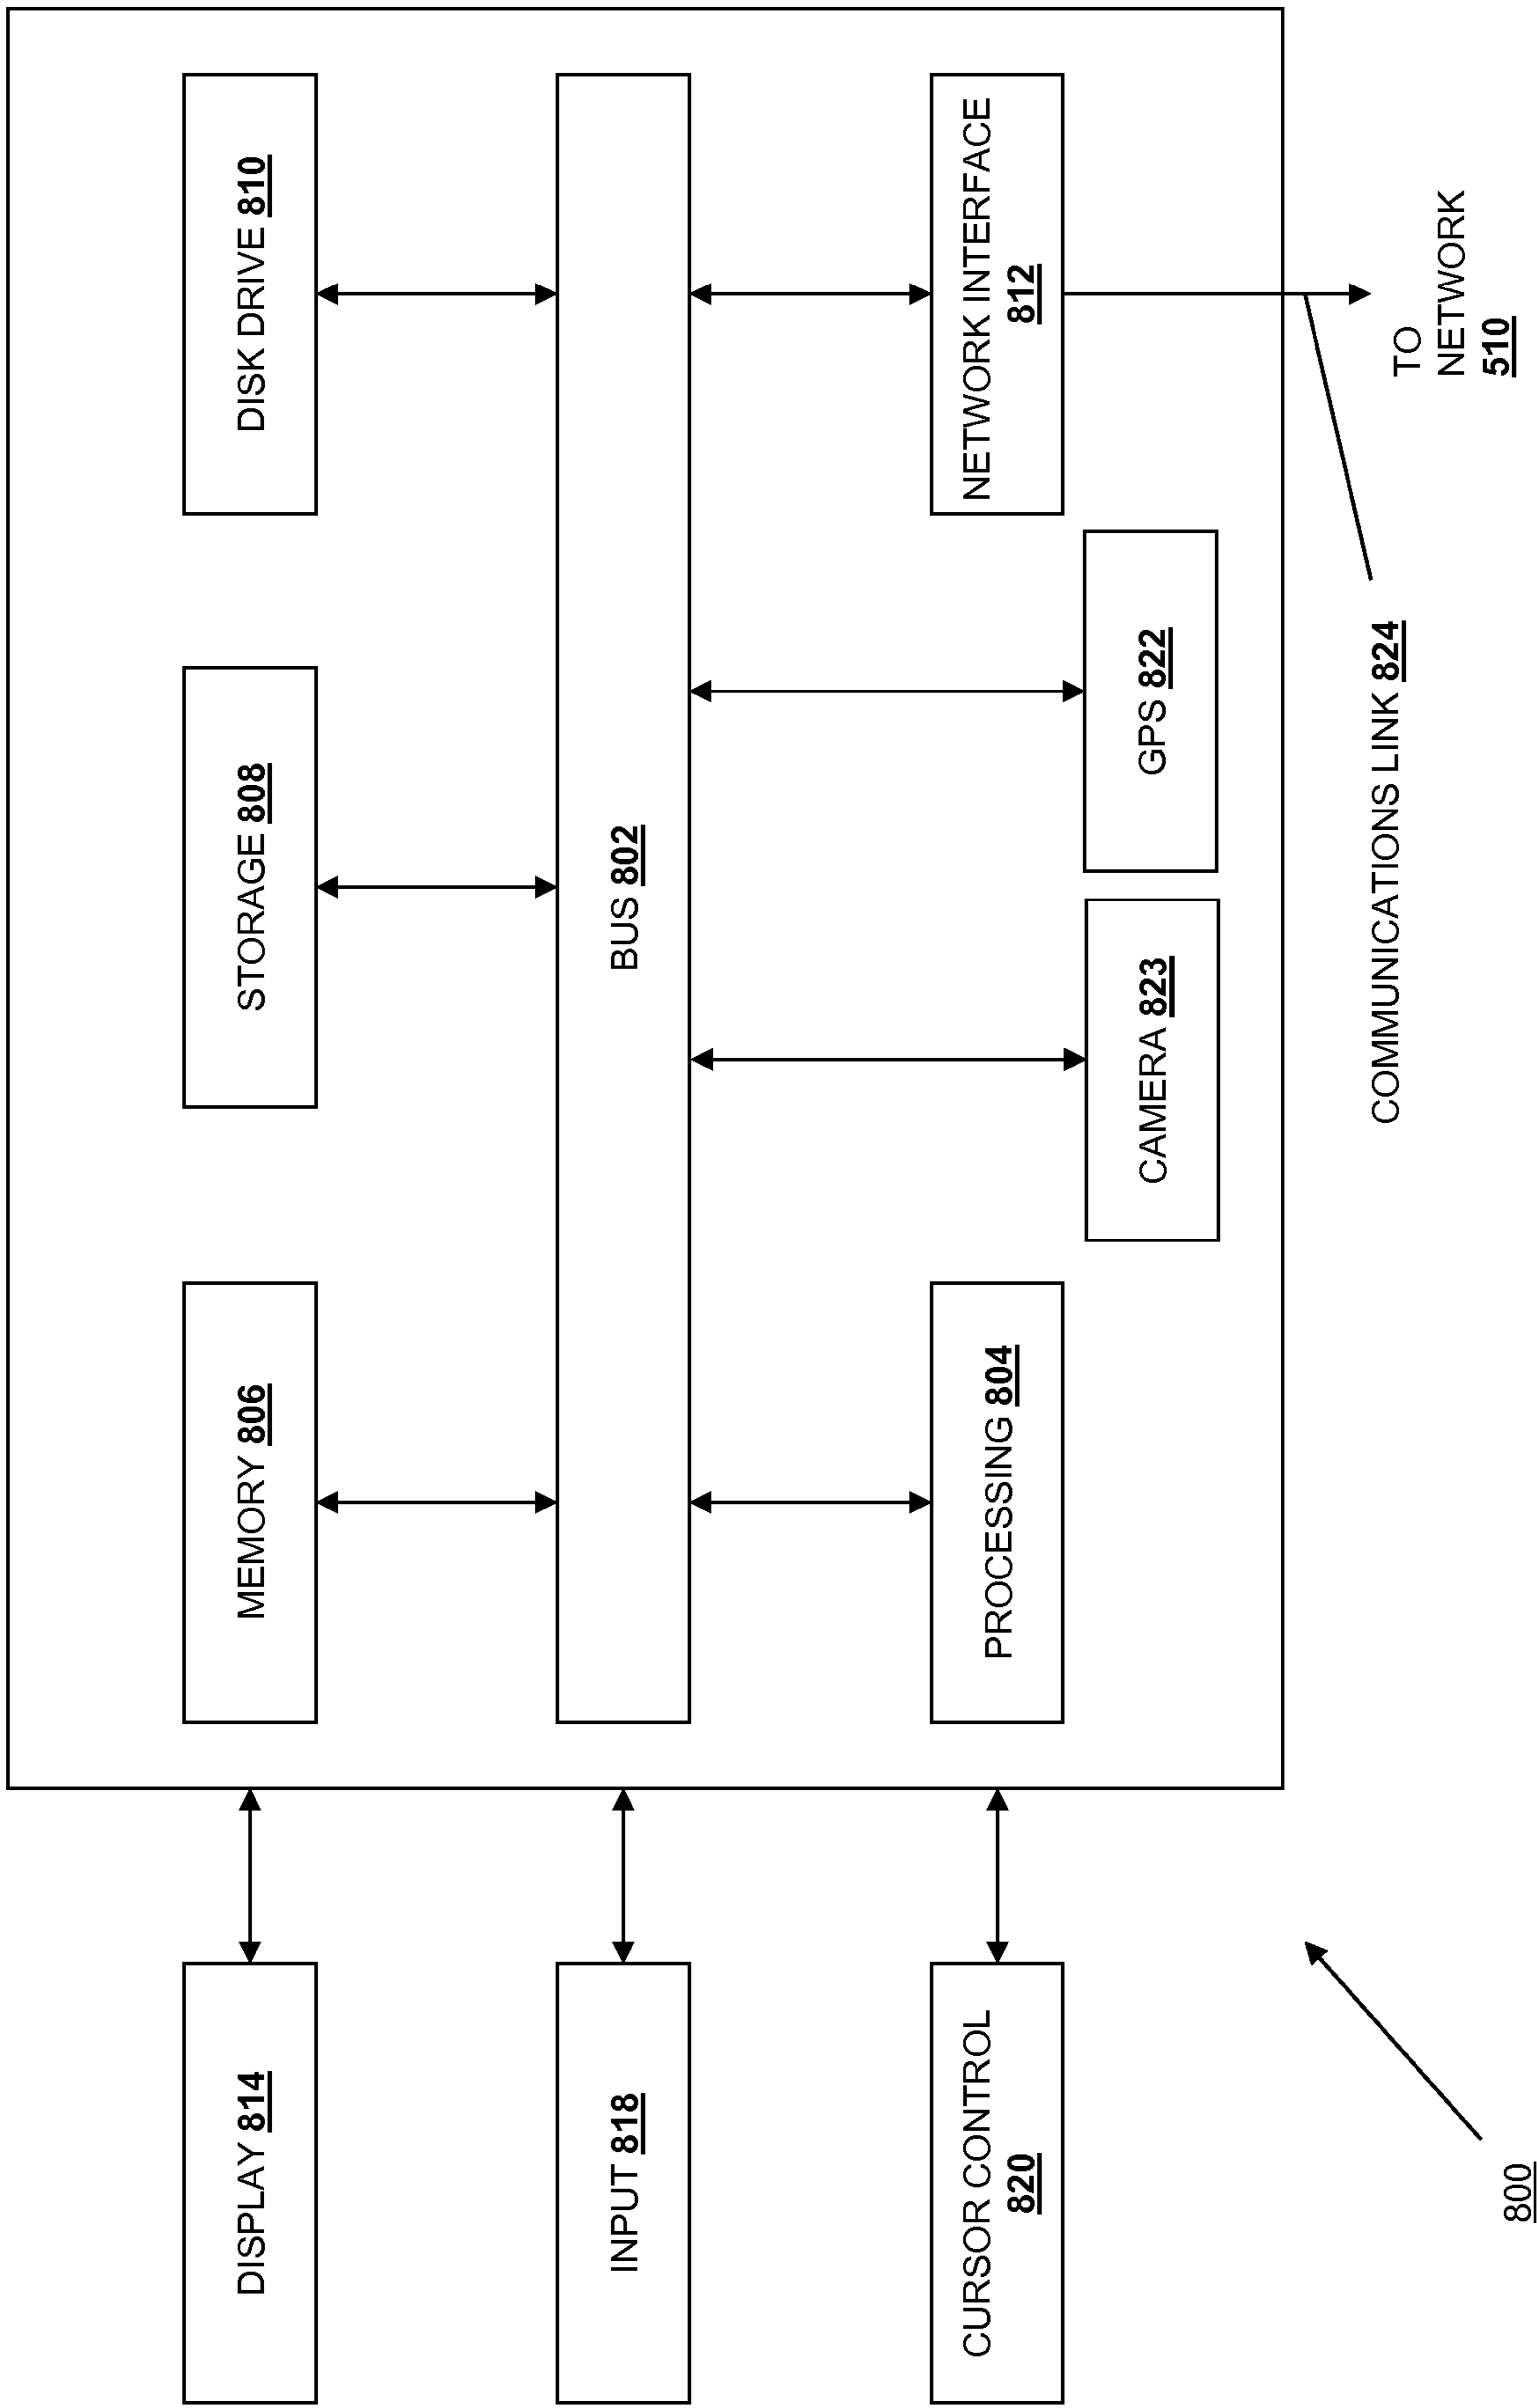 DISPLAY 814
MEMORY 806
STORAGE 808
DISK DRIVE 810
INPUT 818
BUS 802
CURSOR CONTROL
820
PROCESSING 804
CAMERA 823
GPS 822
NETWORK INTERFACE
812
COMMUNICATIONS LINK 824
TO
NETWORK
510
800